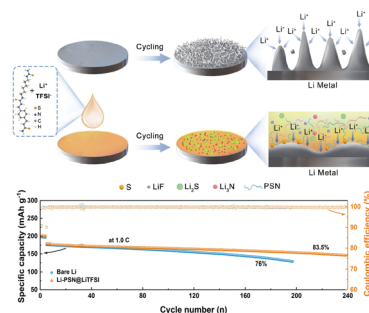 Cycling
Li⁺ Li⁺ Li⁺ Li⁺ Li⁺
Li Metal
Li⁺
+
TFSI⁻
S
N
C
H
Cycling
Li⁺ Li⁺ Li⁺ Li⁺ Li⁺ Li⁺
Li Metal
S LiF Li₂S Li₃N PSN
Specific capacity (mAh g⁻¹)
300
250
200
150
100
50
0
at 1.0 C
83.5%
76%
Bare Li
Li-PSN@LiTFSI
0 40 80 120 160 200 240
Cycle number (n)
100
80
60
40
20
0
Coulombic efficiency (%)